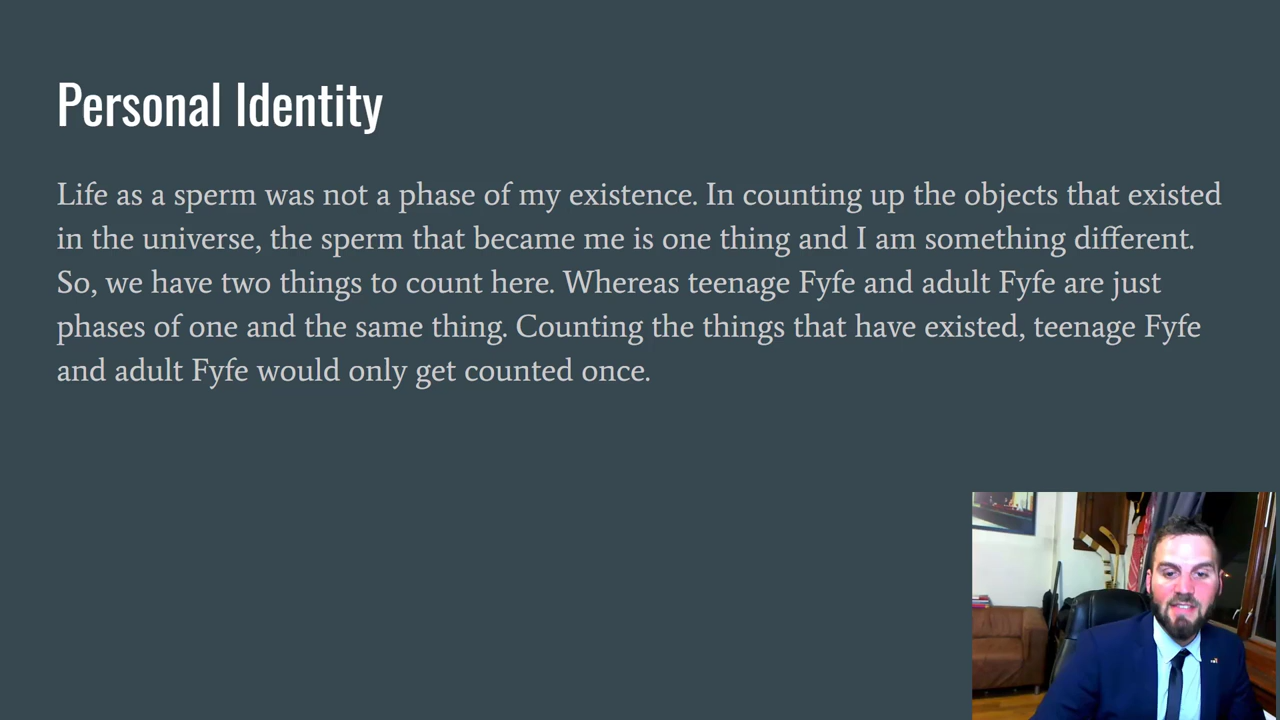 Personal Identity
Life as a sperm was not a phase of my existence. In counting up the objects that existed
in the universe, the sperm that became me is one thing and I am something different.
So, we have two things to count here. Whereas teenage Fyfe and adult Fyfe are just
phases of one and the same thing. Counting the things that have existed, teenage Fyfe
and adult Fyfe would only get counted once.